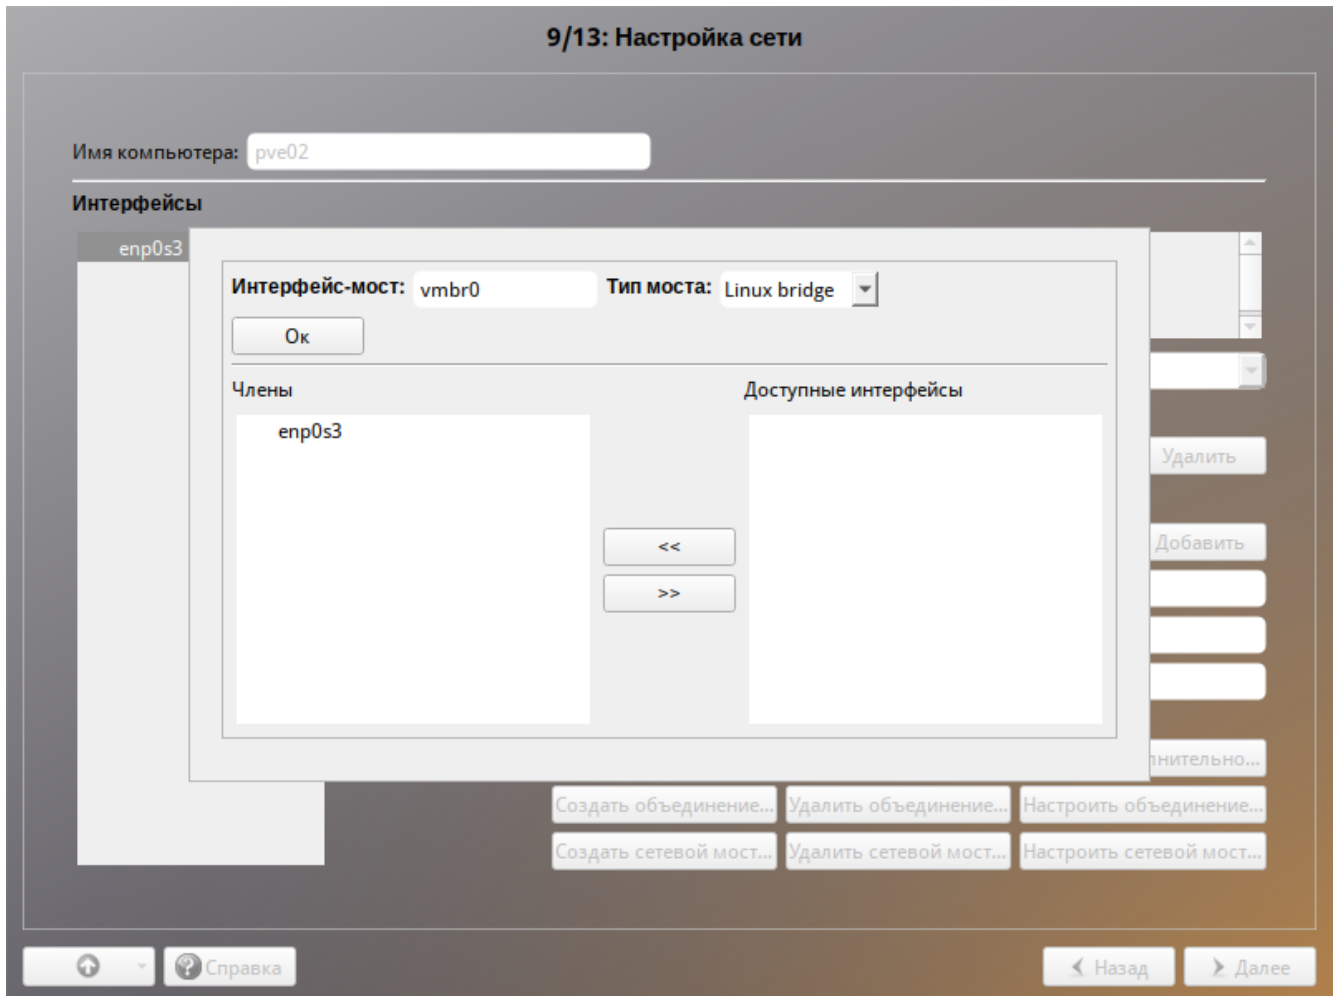 9/13: Настройка сети
Имя компьютера: pve02
Интерфейсы
enp0s3
Интерфейс-мост: vmbr0 Тип моста: Linux bridge
Ок
Члены Доступные интерфейсы
enp0s3
<<
>>
Удалить
Добавить
Создать объединение... Удалить объединение... Настроить объединение...
Создать сетевой мост... Удалить сетевой мост... Настроить сетевой мост...
Справка Назад Далее